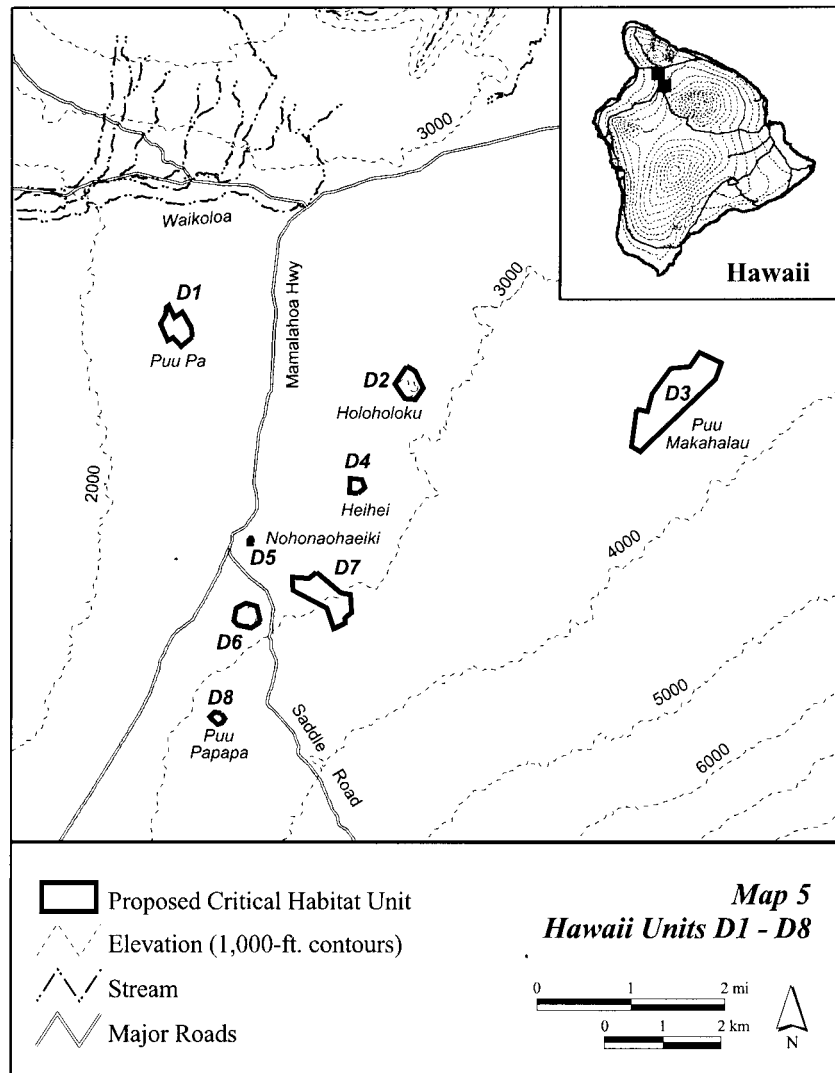 3000
Hawaii
Waikoloa
Mamalahoa Hwy
3000
D1
Puu Pa
D2
Holoholoku
D3
Puu
Makahalau
2000
D4
Heihei
Nohonaohaeiki
D5
D7
4000
D6
D8
Puu
Papapa
Saddle
Road
5000
6000
Proposed Critical Habitat Unit
Elevation (1,000-ft. contours)
Stream
Major Roads
Map 5
Hawaii Units D1 - D8
0 1 2 mi
0 1 2 km
N